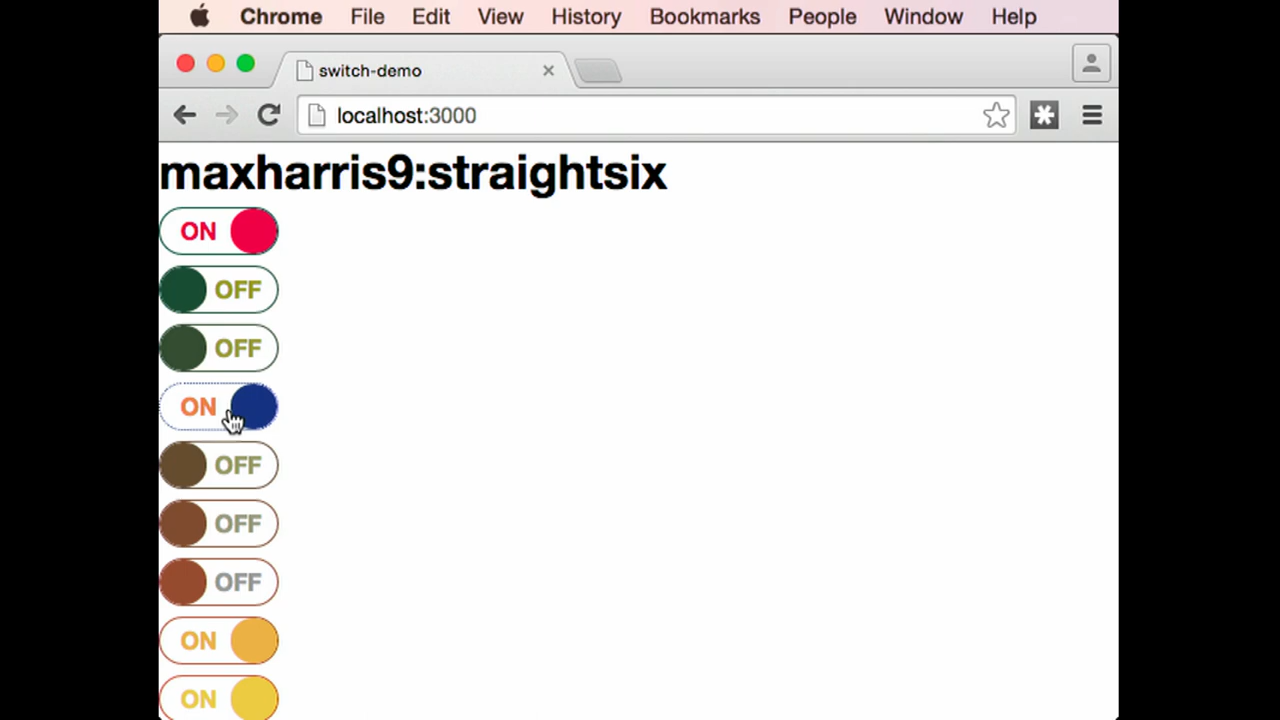 Chrome File Edit View History Bookmarks People Window Help
switch-demo
localhost:3000
maxharris9:straightsix
ON
OFF
OFF
ON
OFF
OFF
OFF
ON
ON